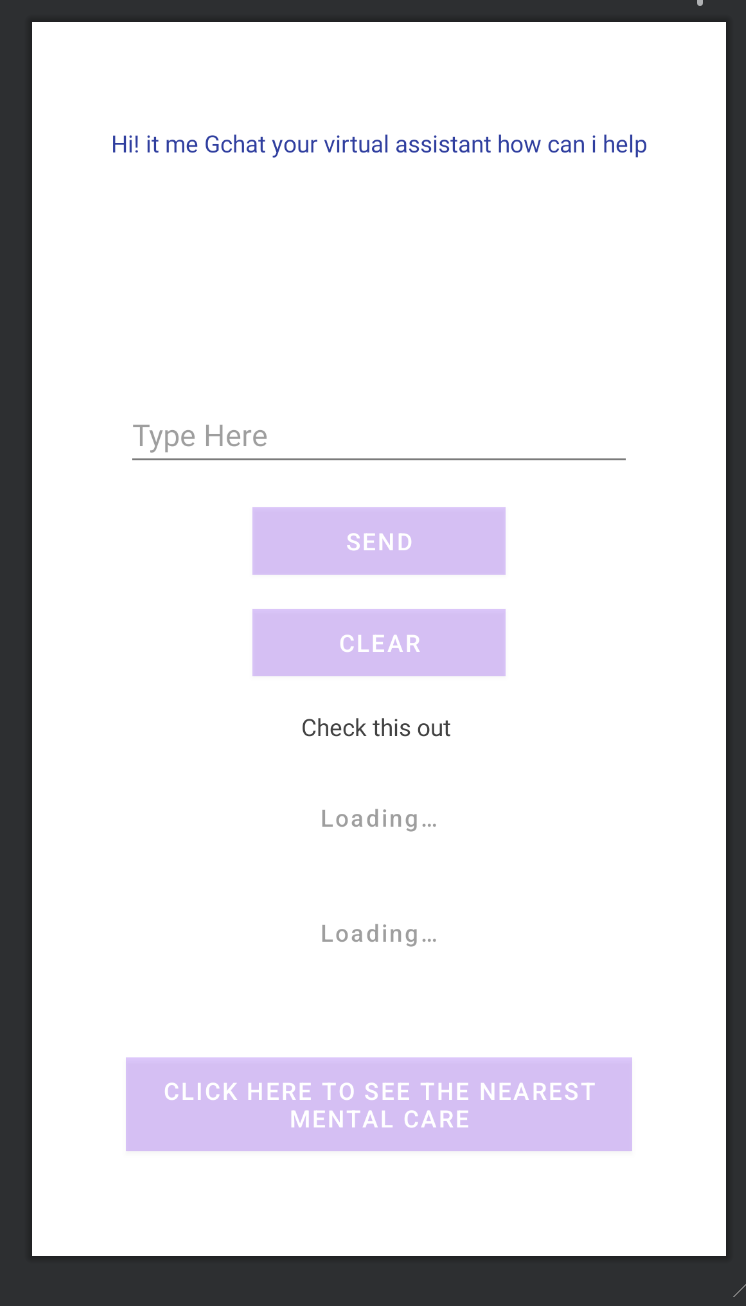 Hi! it me Gchat your virtual assistant how can i help
Type Here
SEND
CLEAR
Check this out
Loading…
Loading…
CLICK HERE TO SEE THE NEAREST
MENTAL CARE